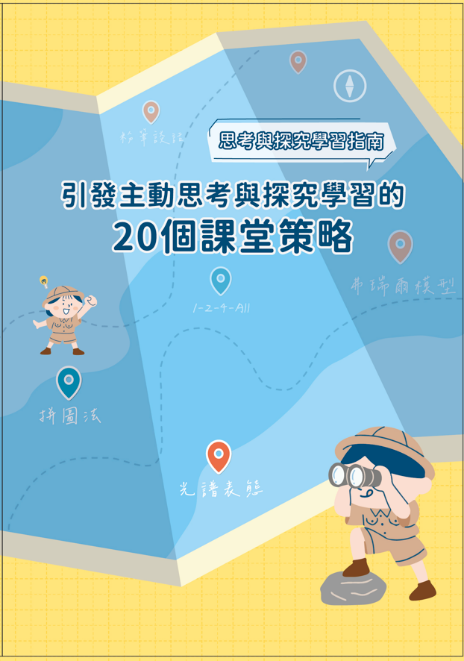 思考與探究學習指南
引發主動思考與探究學習的
20個課堂策略
弗瑞爾模型
1-2-4-All
拼圖法
光譜表態